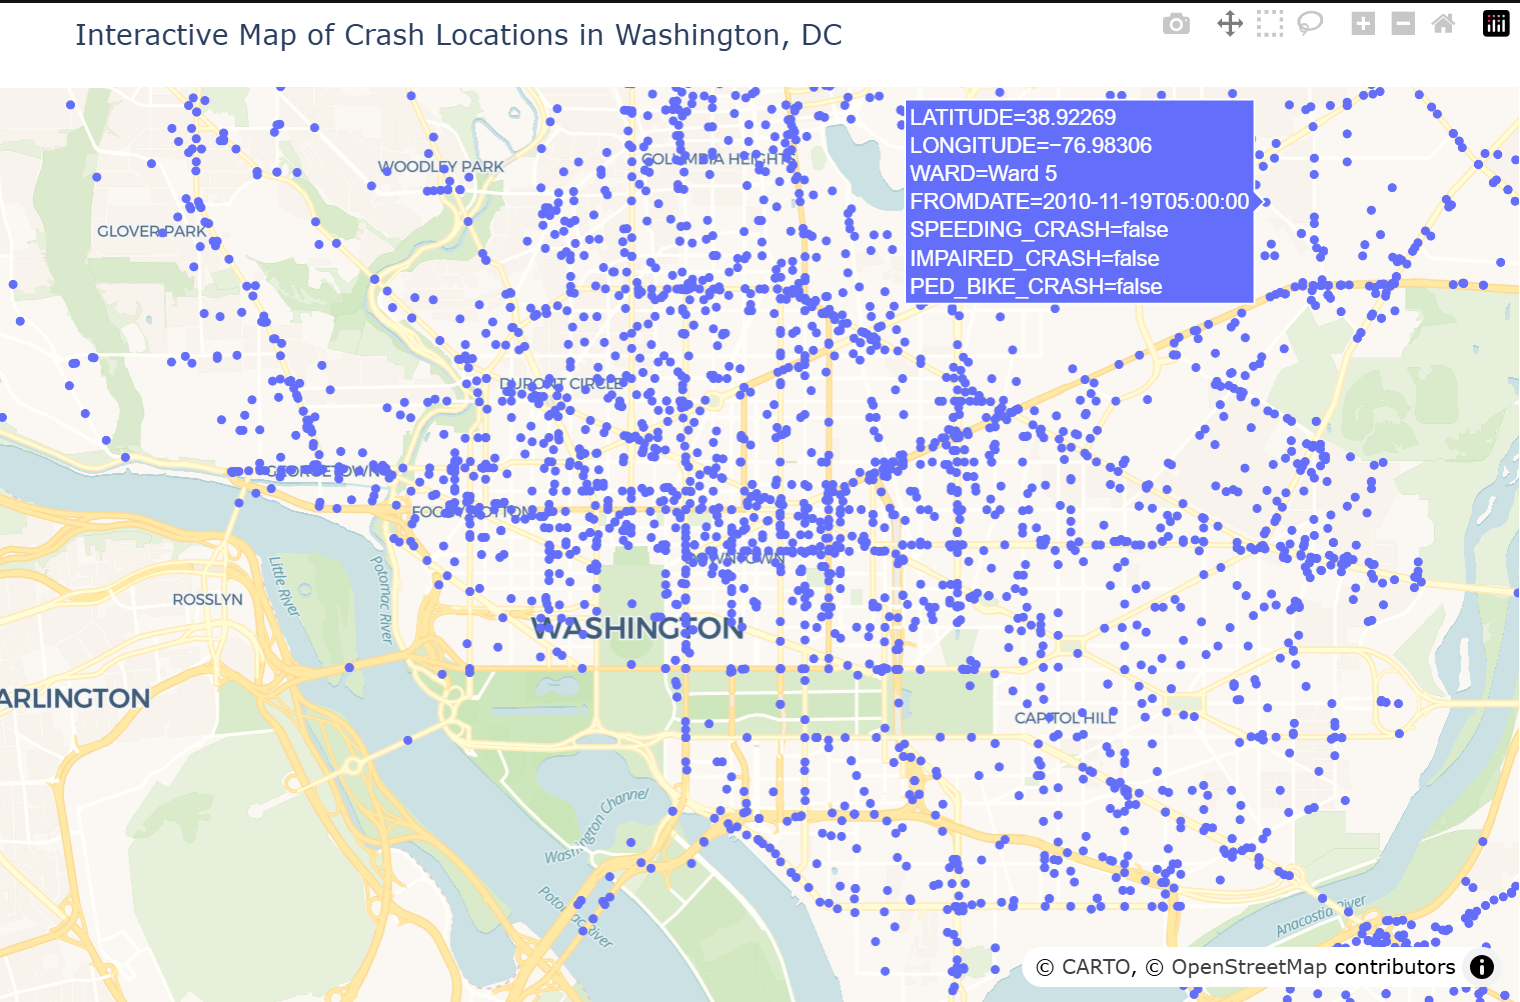 Interactive Map of Crash Locations in Washington, DC
LATITUDE=38.92269
LONGITUDE=−76.98306
WARD=Ward 5
FROMDATE=2010-11-19T05:00:00
SPEEDING_CRASH=false
IMPAIRED_CRASH=false
PED_BIKE_CRASH=false
COLUMBIA HEIGHTS
WOODLEY PARK
GLOVER PARK
DUPONT CIRCLE
GEORGETOWN
FOGGY BOTTOM
DOWNTOWN
Little River
Potomac River
ROSSLYN
WASHINGTON
ARLINGTON
CAPITOL HILL
Washington Channel
Potomac River
Anacostia River
© CARTO, © OpenStreetMap contributors